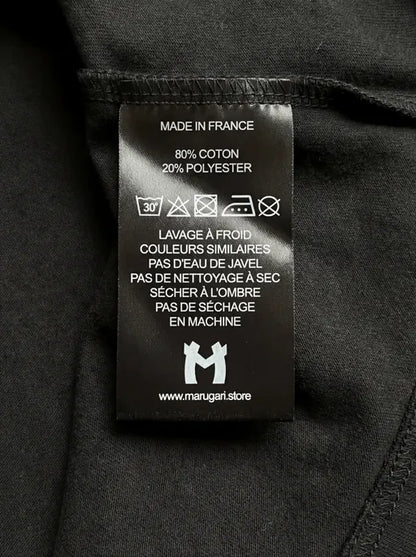 MADE IN FRANCE
80% COTON
20% POLYESTER
30°
LAVAGE À FROID
COULEURS SIMILAIRES
PAS D'EAU DE JAVEL
PAS DE NETTOYAGE À SEC
SÉCHER À L'OMBRE
PAS DE SÉCHAGE
EN MACHINE
M
www.marugari.store